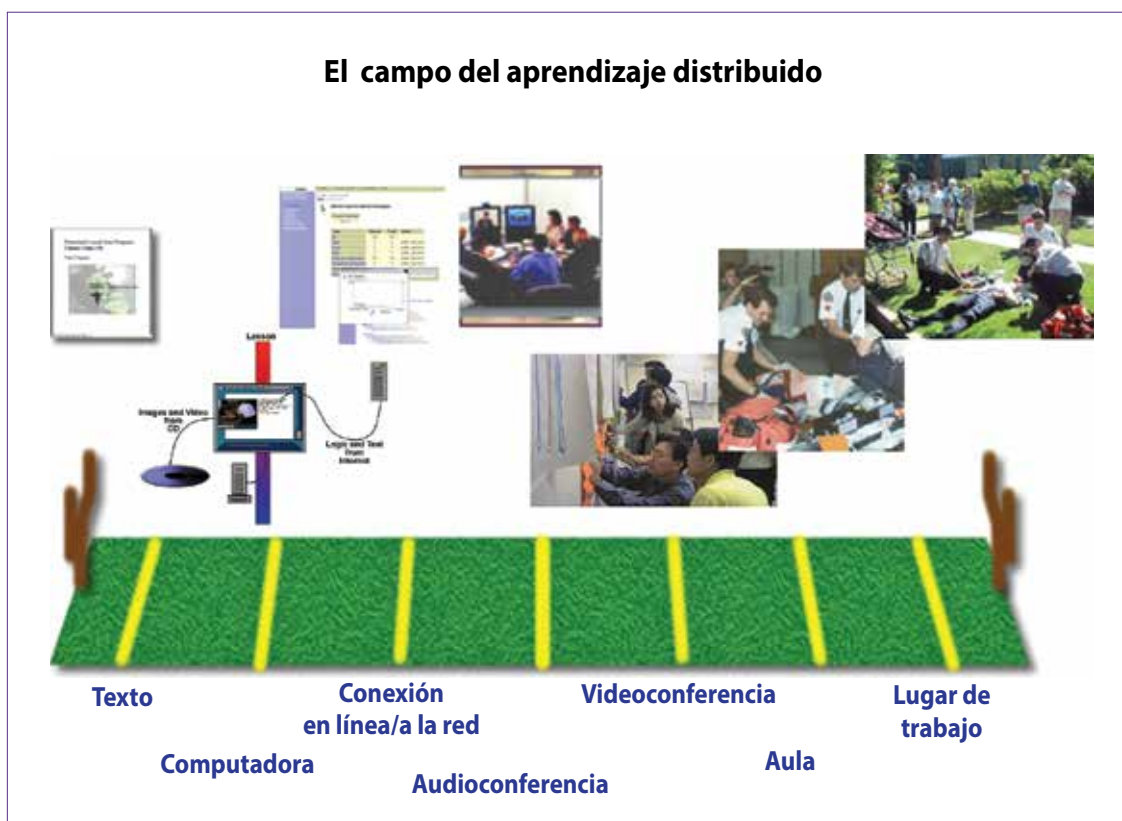 El campo del aprendizaje distribuido
Lesson
Images and Video
from
CD
Logic and Text
from
Internet
Texto
Conexión
en línea/a la red
Videoconferencia
Lugar de
trabajo
Computadora
Aula
Audioconferencia